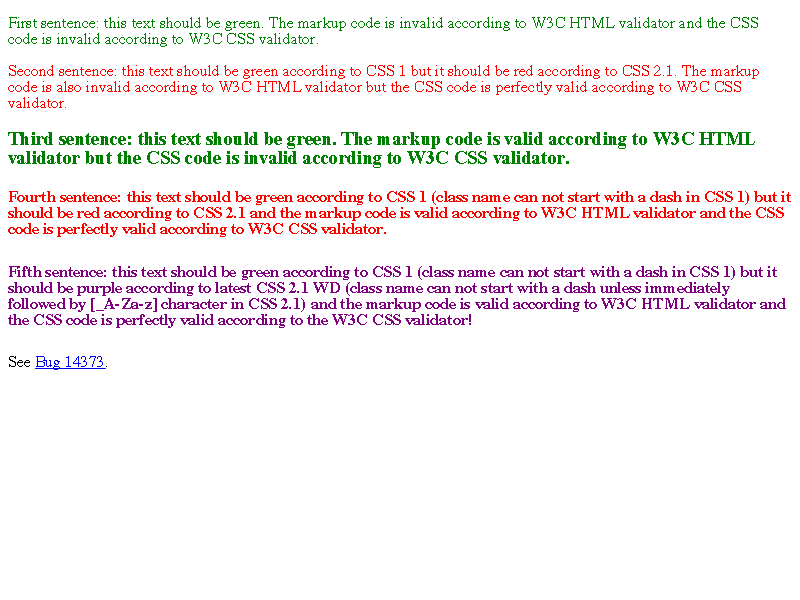 First sentence: this text should be green. The markup code is invalid according to W3C HTML validator and the CSS
code is invalid according to W3C CSS validator.
Second sentence: this text should be green according to CSS 1 but it should be red according to CSS 2.1. The markup
code is also invalid according to W3C HTML validator but the CSS code is perfectly valid according to W3C CSS
validator.
Third sentence: this text should be green. The markup code is valid according to W3C HTML
validator but the CSS code is invalid according to W3C CSS validator.
Fourth sentence: this text should be green according to CSS 1 (class name can not start with a dash in CSS 1) but it
should be red according to CSS 2.1 and the markup code is valid according to W3C HTML validator and the CSS
code is perfectly valid according to W3C CSS validator.
Fifth sentence: this text should be green according to CSS 1 (class name can not start with a dash in CSS 1) but it
should be purple according to latest CSS 2.1 WD (class name can not start with a dash unless immediately
followed by [_A-Za-z] character in CSS 2.1) and the markup code is valid according to W3C HTML validator and
the CSS code is perfectly valid according to the W3C CSS validator!
See Bug 14373.